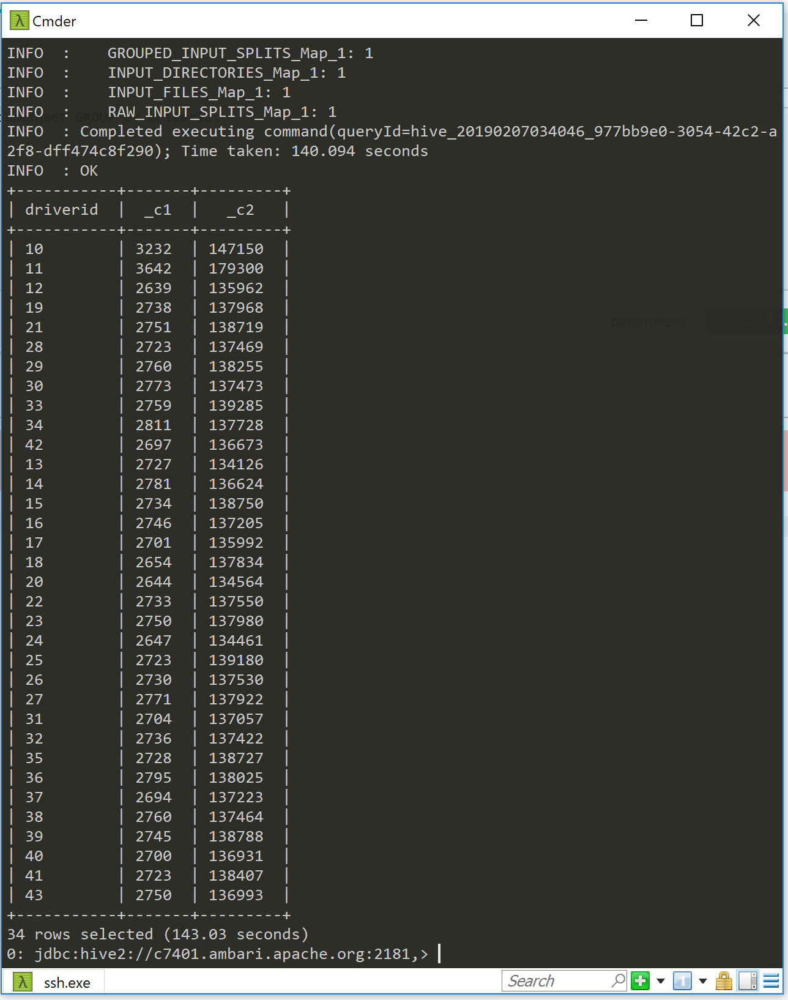 Cmder
INFO  :    GROUPED_INPUT_SPLITS_Map_1: 1
INFO  :    INPUT_DIRECTORIES_Map_1: 1
INFO  :    INPUT_FILES_Map_1: 1
INFO  :    RAW_INPUT_SPLITS_Map_1: 1
INFO  : Completed executing command(queryId=hive_20190207034046_977bb9e0-3054-42c2-a
2f8-dff474c8f290); Time taken: 140.094 seconds
INFO  : OK
+-----------+-------+---------+
| driverid  |  _c1  |   _c2   |
+-----------+-------+---------+
| 10        | 3232  | 147150  |
| 11        | 3642  | 179300  |
| 12        | 2639  | 135962  |
| 19        | 2738  | 137968  |
| 21        | 2751  | 138719  |
| 28        | 2723  | 137469  |
| 29        | 2760  | 138255  |
| 30        | 2773  | 137473  |
| 33        | 2759  | 139285  |
| 34        | 2811  | 137728  |
| 42        | 2697  | 136673  |
| 13        | 2727  | 134126  |
| 14        | 2781  | 136624  |
| 15        | 2734  | 138750  |
| 16        | 2746  | 137205  |
| 17        | 2701  | 135992  |
| 18        | 2654  | 137834  |
| 20        | 2644  | 134564  |
| 22        | 2733  | 137550  |
| 23        | 2750  | 137980  |
| 24        | 2647  | 134461  |
| 25        | 2723  | 139180  |
| 26        | 2730  | 137530  |
| 27        | 2771  | 137922  |
| 31        | 2704  | 137057  |
| 32        | 2736  | 137422  |
| 35        | 2728  | 138727  |
| 36        | 2795  | 138025  |
| 37        | 2694  | 137223  |
| 38        | 2760  | 137464  |
| 39        | 2745  | 138788  |
| 40        | 2700  | 136931  |
| 41        | 2723  | 138407  |
| 43        | 2750  | 136993  |
+-----------+-------+---------+
34 rows selected (143.03 seconds)
0: jdbc:hive2://c7401.ambari.apache.org:2181,>
parameters
ssh.exe
Search
1